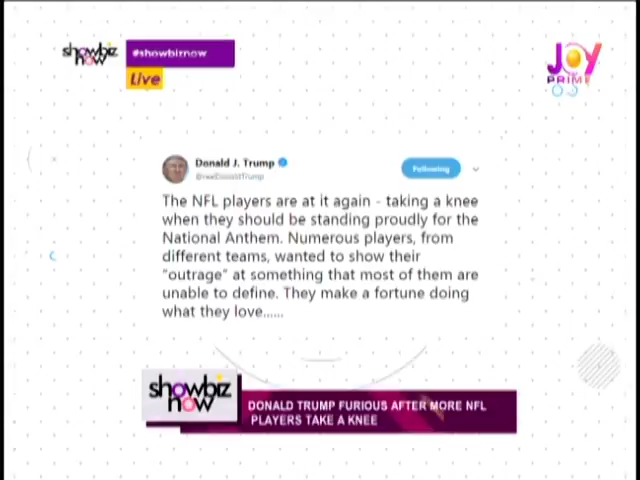 showbiz
now
#showbiznow
Live
JOY
PRIME
Donald J. Trump
@realDonaldTrump
Following
The NFL players are at it again - taking a knee
when they should be standing proudly for the
National Anthem. Numerous players, from
different teams, wanted to show their
"outrage" at something that most of them are
unable to define. They make a fortune doing
what they love......
showbiz
now
DONALD TRUMP FURIOUS AFTER MORE NFL
PLAYERS TAKE A KNEE